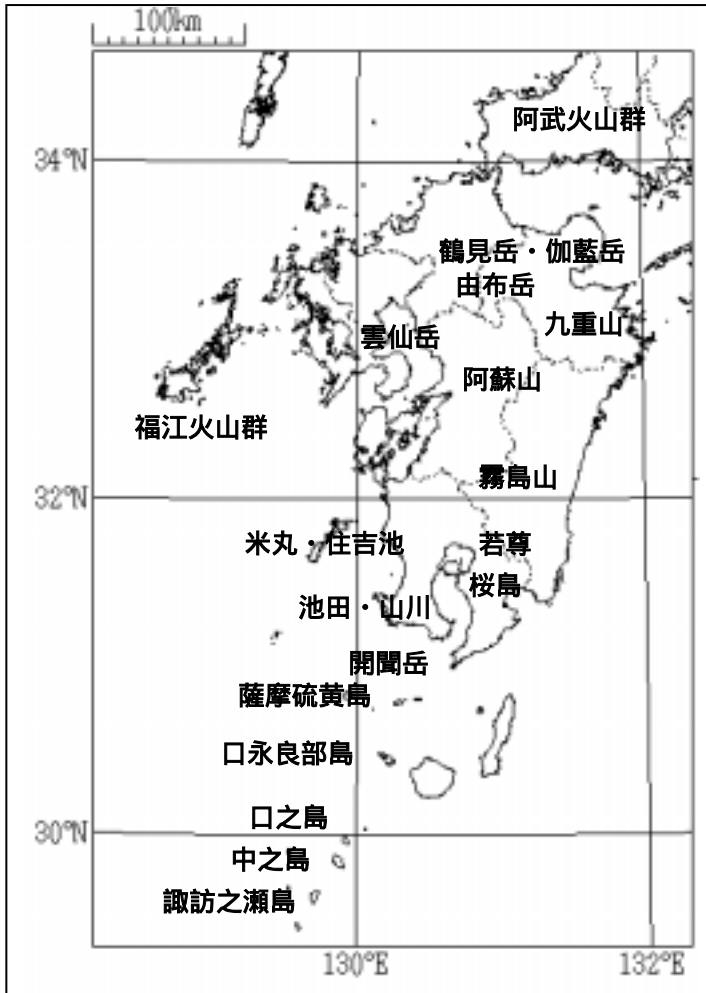 100km
阿武火山群
34°N
鶴見岳・伽藍岳
由布岳
九重山
雲仙岳
阿蘇山
福江火山群
霧島山
32°N
米丸・住吉池
若尊
桜島
池田・山川
開聞岳
薩摩硫黄島
口永良部島
口之島
30°N
中之島
諏訪之瀬島
130°E
132°E